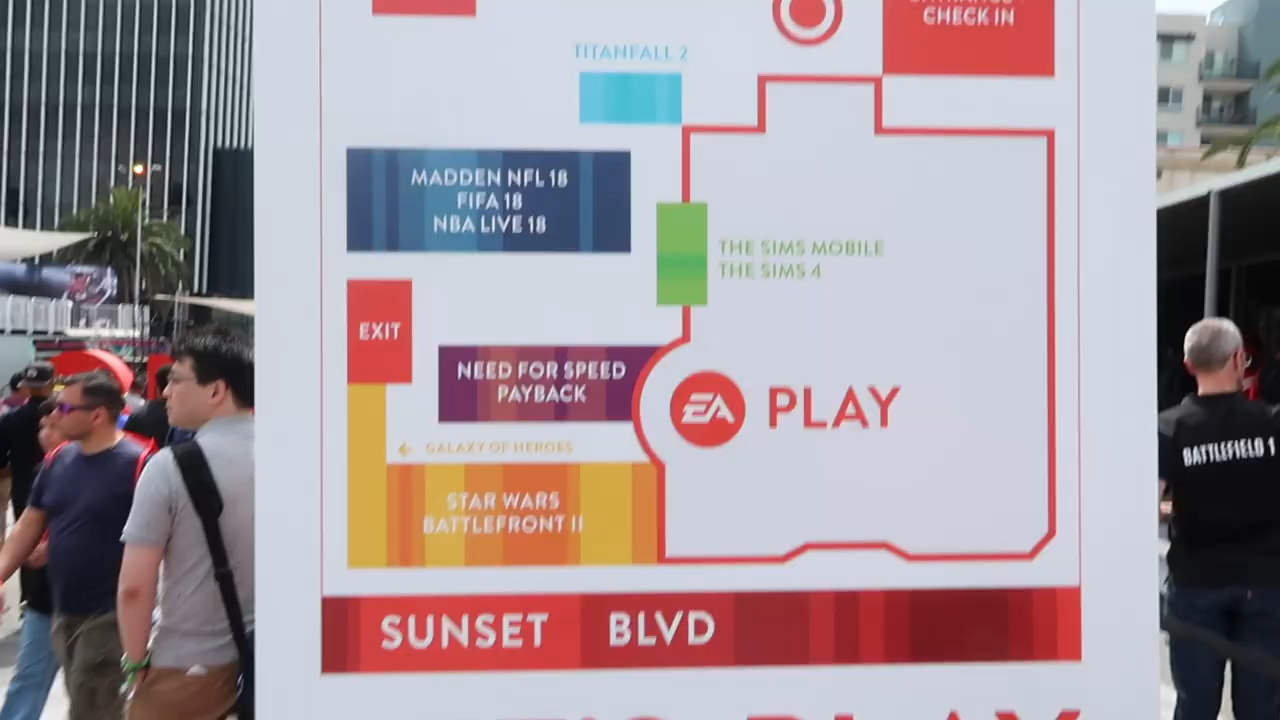 CHECK IN
TITANFALL 2
MADDEN NFL 18
FIFA 18
NBA LIVE 18
THE SIMS MOBILE
THE SIMS 4
EXIT
NEED FOR SPEED
PAYBACK
EA PLAY
← GALAXY OF HEROES
STAR WARS
BATTLEFRONT II
BATTLEFIELD 1
SUNSET BLVD